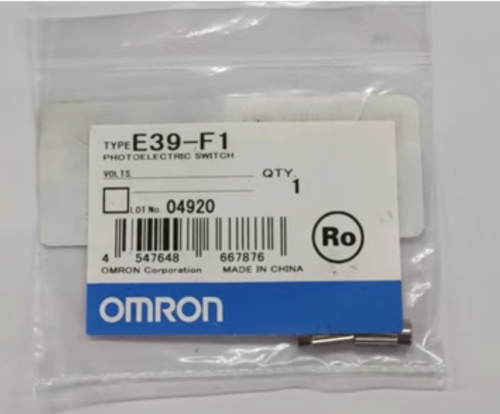 TYPE E39-F1
PHOTOELECTRIC SWITCH
VOLTS. QTY.
1
LOT No. 04920
Ro
4 547648 667876
OMRON Corporation MADE IN CHINA
OMRON